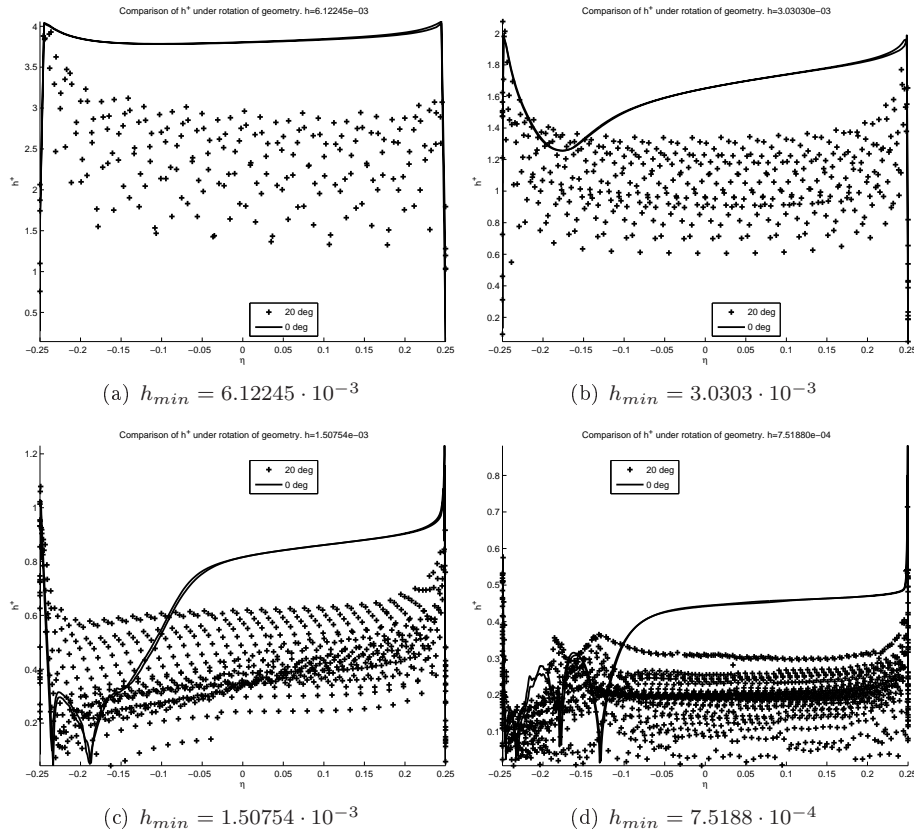 Comparison of h⁺ under rotation of geometry. h=6.12245e−03
4
3.5
3
2.5
2
1.5
1
0.5
h⁺
20 deg
0 deg
−0.25 −0.2 −0.15 −0.1 −0.05 0 0.05 0.1 0.15 0.2 0.25
η
(a) h_min = 6.12245 · 10⁻³
Comparison of h⁺ under rotation of geometry. h=3.03030e−03
2
1.8
1.6
1.4
1.2
1
0.8
0.6
0.4
0.2
h⁺
20 deg
0 deg
−0.25 −0.2 −0.15 −0.1 −0.05 0 0.05 0.1 0.15 0.2 0.25
η
(b) h_min = 3.0303 · 10⁻³
Comparison of h⁺ under rotation of geometry. h=1.50754e−03
1.2
1
0.8
0.6
0.4
0.2
h⁺
20 deg
0 deg
−0.25 −0.2 −0.15 −0.1 −0.05 0 0.05 0.1 0.15 0.2 0.25
η
(c) h_min = 1.50754 · 10⁻³
Comparison of h⁺ under rotation of geometry. h=7.51880e−04
0.8
0.7
0.6
0.5
0.4
0.3
0.2
0.1
h⁺
20 deg
0 deg
−0.25 −0.2 −0.15 −0.1 −0.05 0 0.05 0.1 0.15 0.2 0.25
η
(d) h_min = 7.5188 · 10⁻⁴